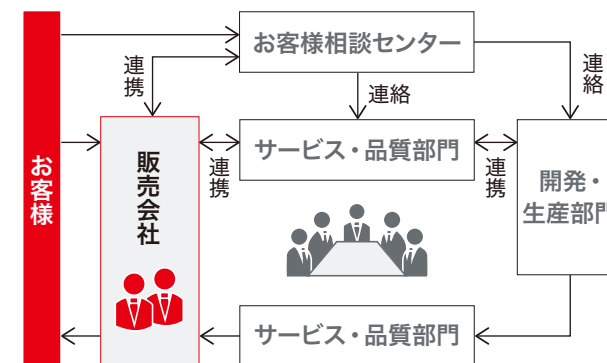 お客様相談センター
連携
連絡
連絡
お客様
販売会社
連携
サービス・品質部門
連携
開発・
生産部門
サービス・品質部門